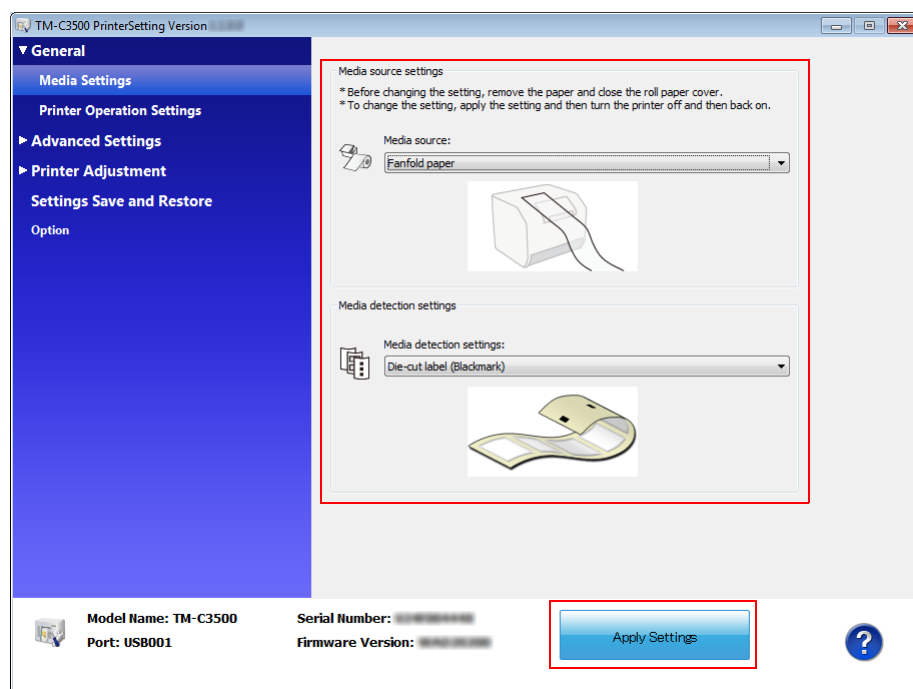 TM-C3500 PrinterSetting Version
General
Media Settings
Printer Operation Settings
Advanced Settings
Printer Adjustment
Settings Save and Restore
Option
Media source settings
* Before changing the setting, remove the paper and close the roll paper cover.
* To change the setting, apply the setting and then turn the printer off and then back on.
Media source:
Fanfold paper
Media detection settings
Media detection settings:
Die-cut label (Blackmark)
Model Name: TM-C3500
Port: USB001
Serial Number:
Firmware Version:
Apply Settings
?